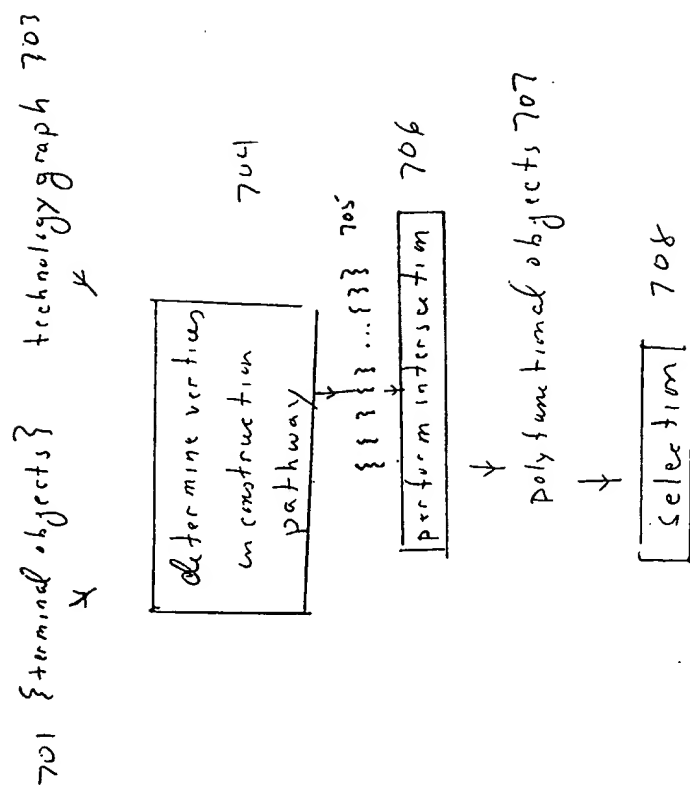 701 {terminal objects} technology graph 703
determine vertices
in construction
pathway
704
{ { } { } ... { } } 705
perform intersection 706
polyfunctional objects 707
selection 708